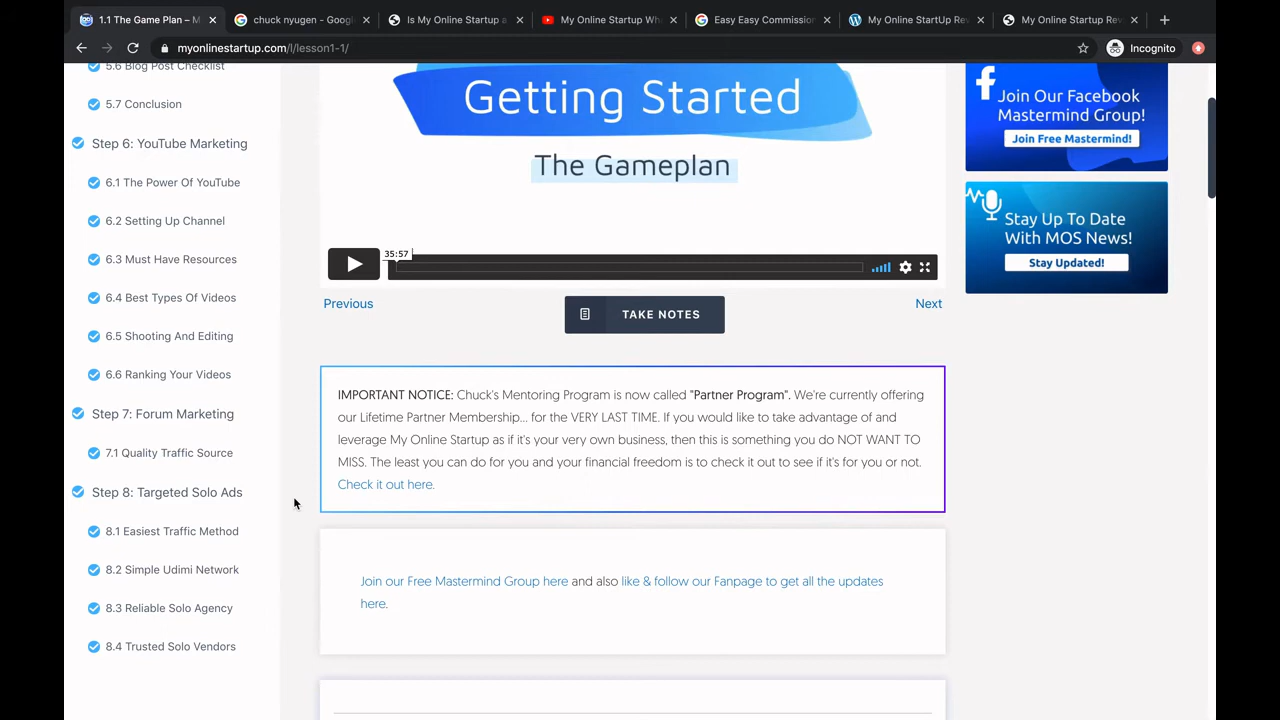 1.1 The Game Plan – M
chuck nyugen - Googl
Is My Online Startup a
My Online Startup Wh
Easy Easy Commission
My Online StartUp Rev
My Online Startup Rev
myonlinestartup.com/l/lesson1-1/
Incognito
5.6 Blog Post Checklist
5.7 Conclusion
Step 6: YouTube Marketing
6.1 The Power Of YouTube
6.2 Setting Up Channel
6.3 Must Have Resources
6.4 Best Types Of Videos
6.5 Shooting And Editing
6.6 Ranking Your Videos
Step 7: Forum Marketing
7.1 Quality Traffic Source
Step 8: Targeted Solo Ads
8.1 Easiest Traffic Method
8.2 Simple Udimi Network
8.3 Reliable Solo Agency
8.4 Trusted Solo Vendors
Getting Started
The Gameplan
35:57
Previous
TAKE NOTES
Next
IMPORTANT NOTICE: Chuck's Mentoring Program is now called "Partner Program". We're currently offering
our Lifetime Partner Membership... for the VERY LAST TIME. If you would like to take advantage of and
leverage My Online Startup as if it's your very own business, then this is something you do NOT WANT TO
MISS. The least you can do for you and your financial freedom is to check it out to see if it's for you or not.
Check it out here.
Join our Free Mastermind Group here and also like & follow our Fanpage to get all the updates
here.
Join Our Facebook
Mastermind Group!
Join Free Mastermind!
Stay Up To Date
With MOS News!
Stay Updated!